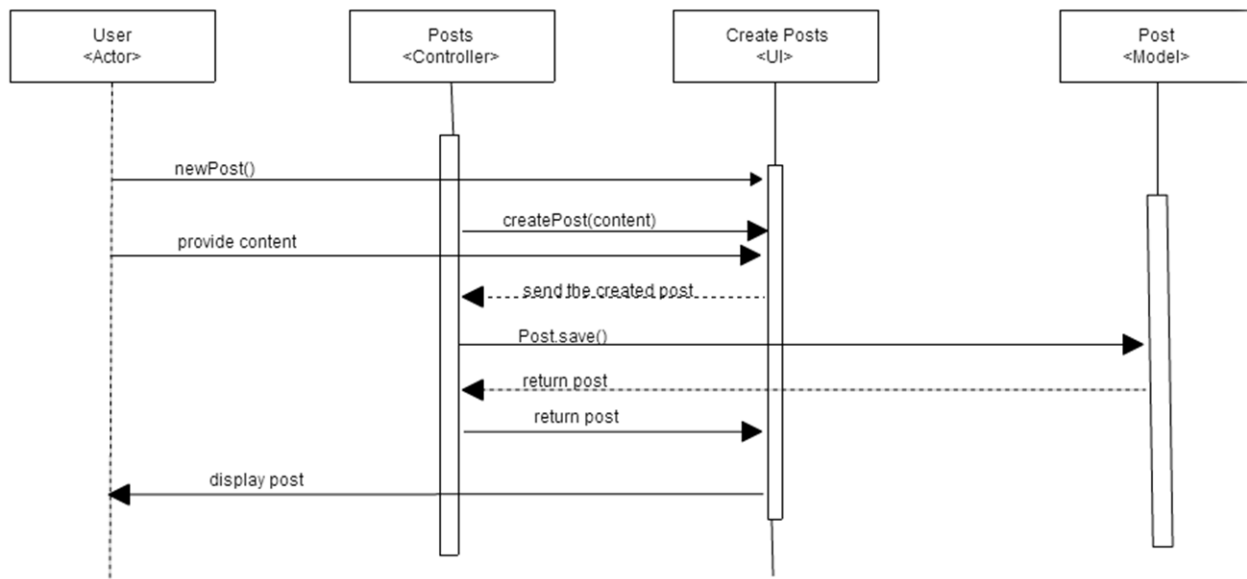 User
<Actor>
Posts
<Controller>
Create Posts
<UI>
Post
<Model>
newPost()
createPost(content)
provide content
send the created post
Post.save()
return post
return post
display post